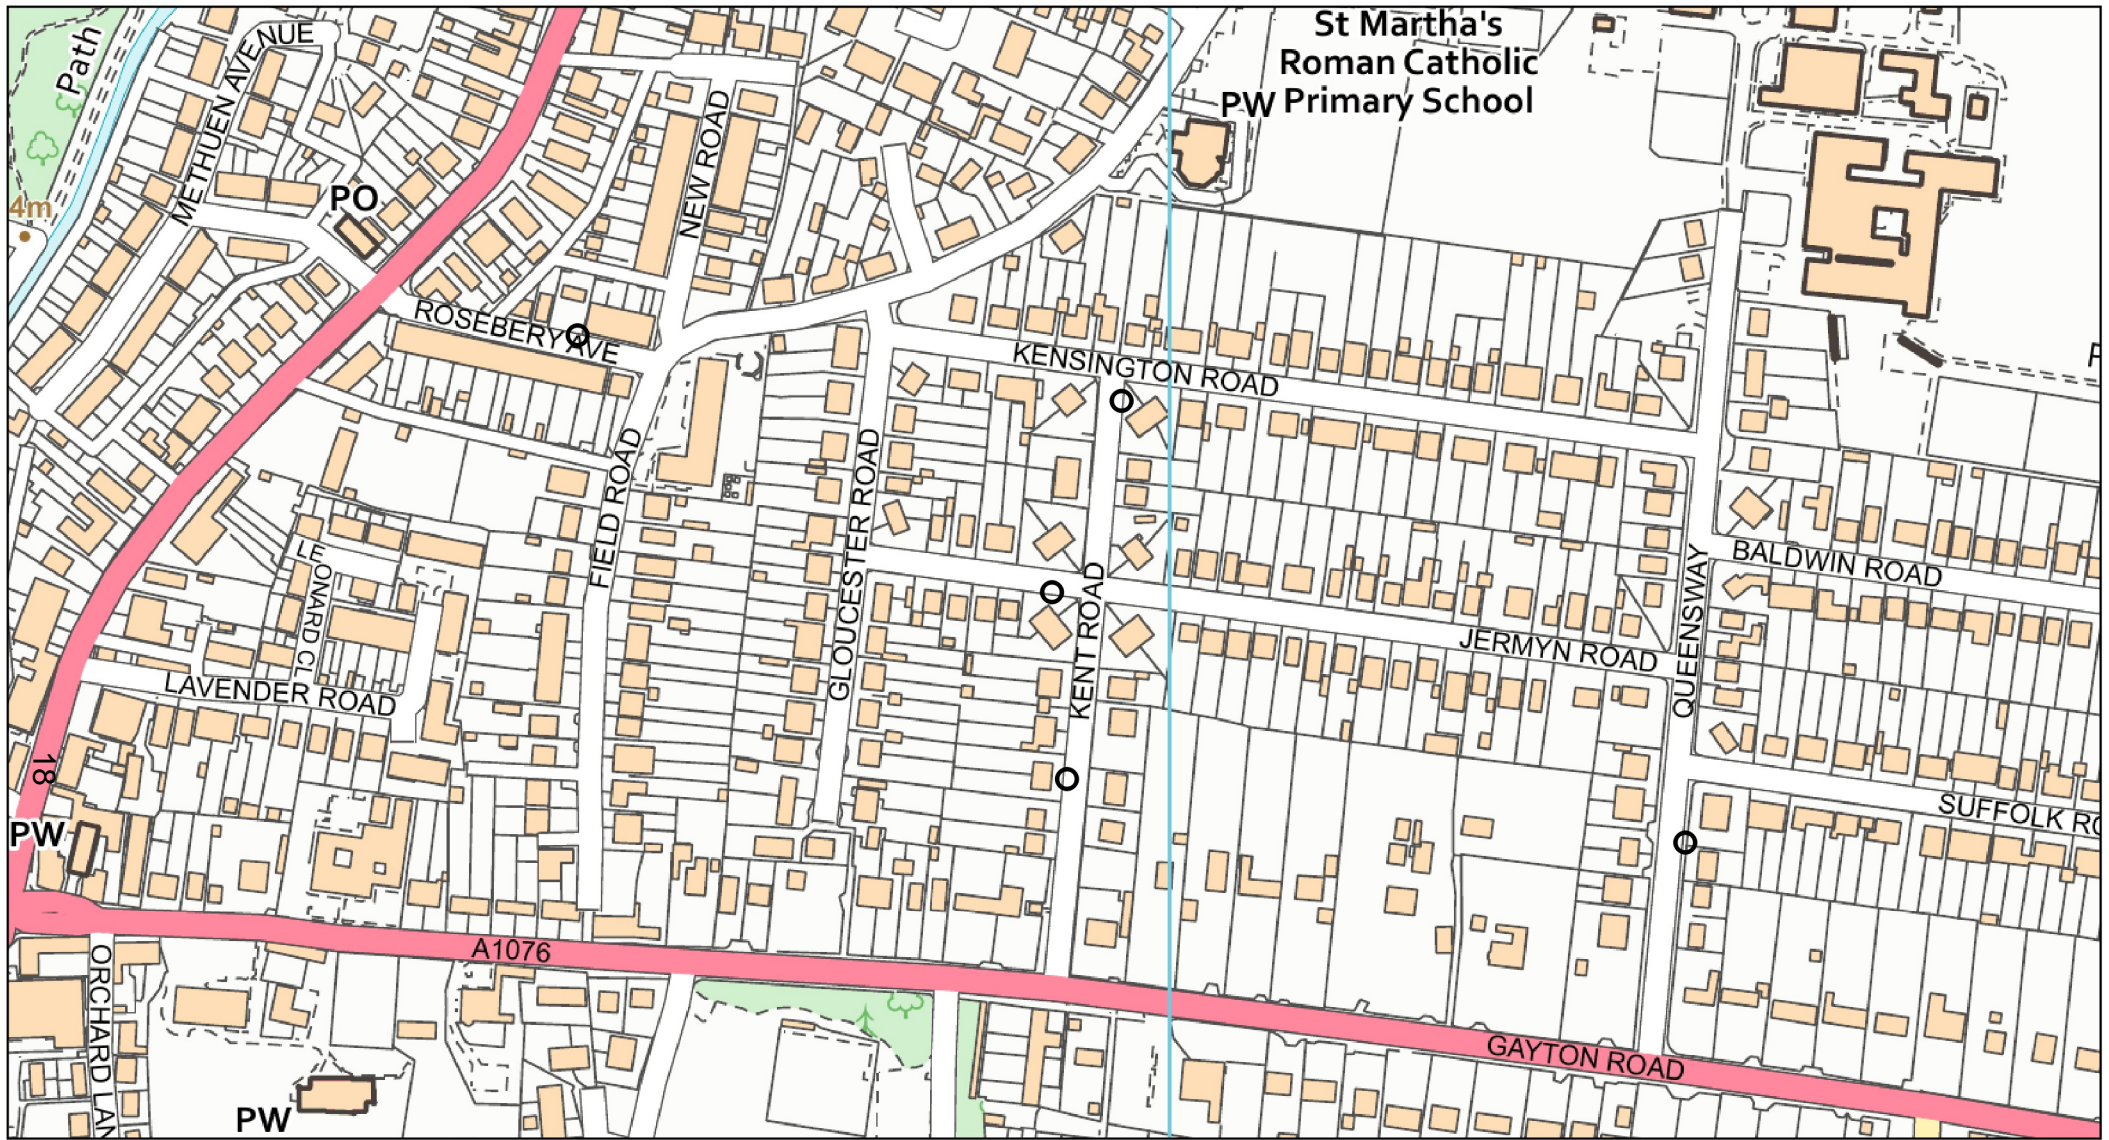 St Martha's
Roman Catholic
PW Primary School
Path
METHUEN AVENUE
4m
PO
NEW ROAD
ROSEBERY AVE
KENSINGTON ROAD
FIELD ROAD
GLOUCESTER ROAD
LEONARD CL
KENT ROAD
BALDWIN ROAD
QUEENSWAY
JERMYN ROAD
LAVENDER ROAD
18
PW
SUFFOLK RO
A1076
ORCHARD LAN
GAYTON ROAD
PW